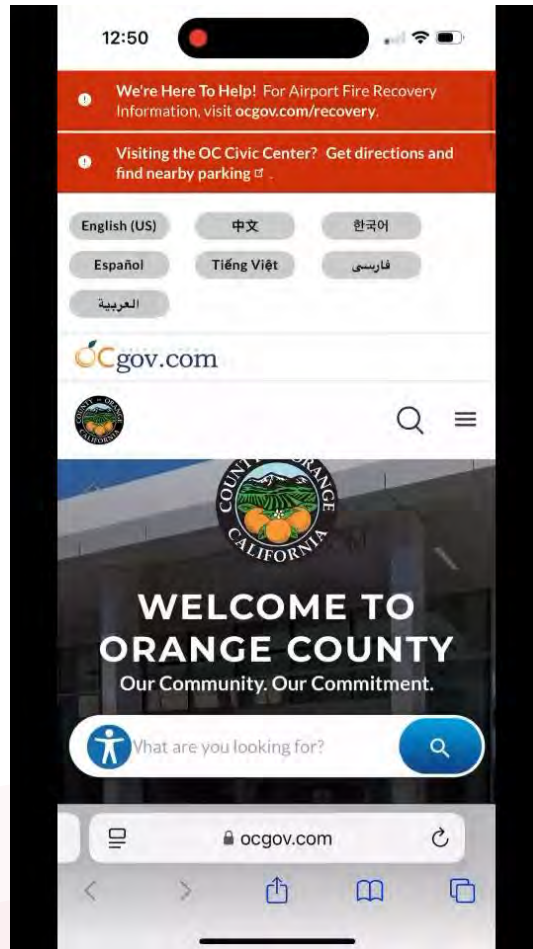 12:50
We're Here To Help! For Airport Fire Recovery
Information, visit ocgov.com/recovery.
Visiting the OC Civic Center? Get directions and
find nearby parking
English (US)
中文
한국어
Español
Tiếng Việt
فارسی
العربية
OCgov.com
COUNTY OF ORANGE
CALIFORNIA
COUNTY ORANGE
CALIFORNIA
WELCOME TO
ORANGE COUNTY
Our Community. Our Commitment.
What are you looking for?
ocgov.com